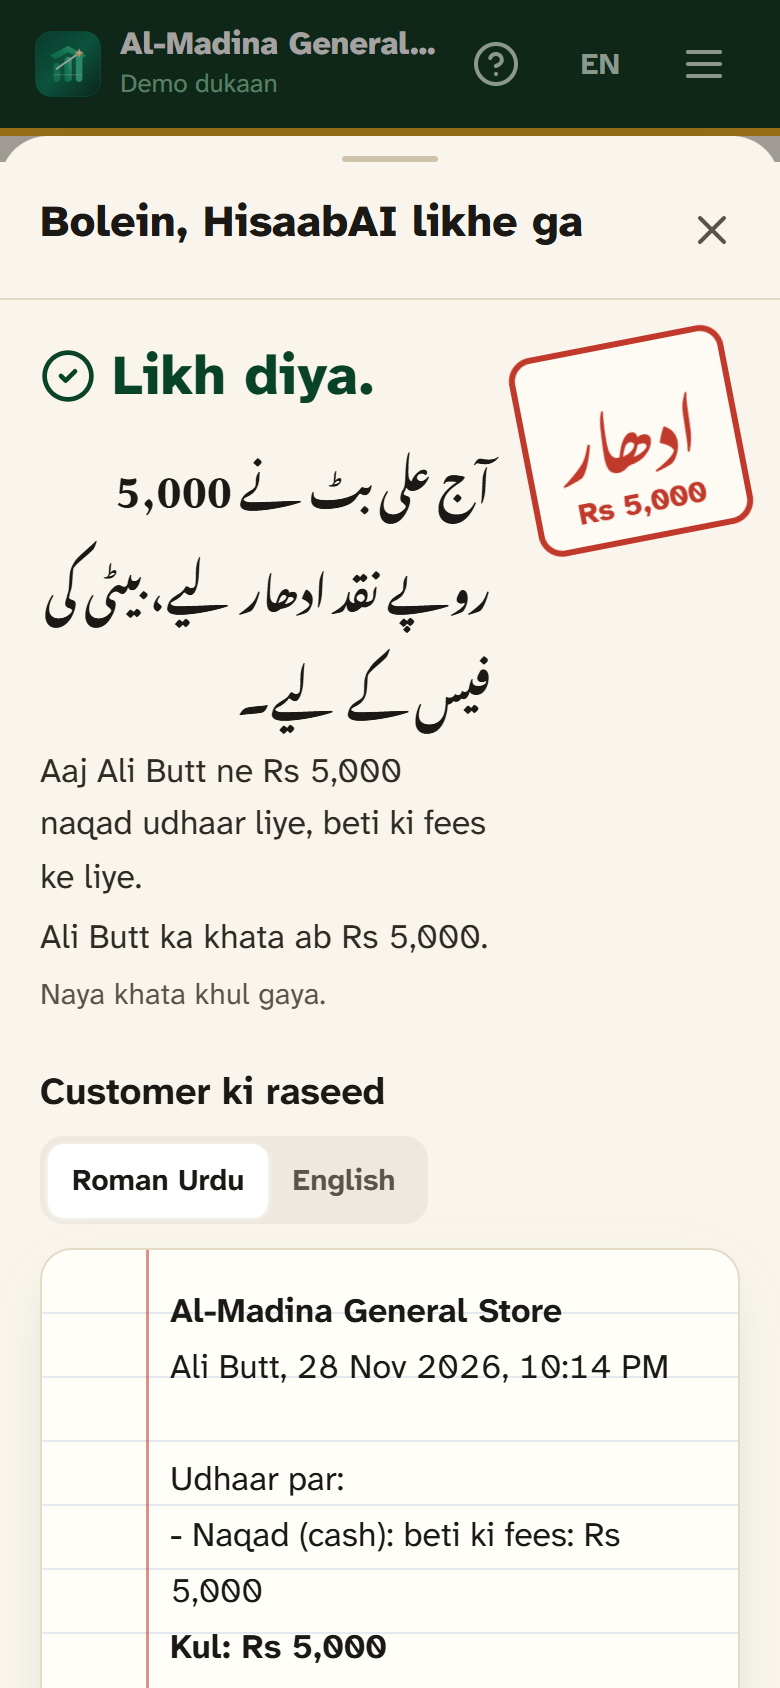 Al-Madina General...
Demo dukaan
EN
Bolein, HisaabAI likhe ga
Likh diya.
ادھار
Rs 5,000
آج علی بٹ نے 5,000
روپے نقد ادھار لیے، بیٹی کی
فیس کے لیے۔
Aaj Ali Butt ne Rs 5,000
naqad udhaar liye, beti ki fees
ke liye.
Ali Butt ka khata ab Rs 5,000.
Naya khata khul gaya.
Customer ki raseed
Roman Urdu English
Al-Madina General Store
Ali Butt, 28 Nov 2026, 10:14 PM
Udhaar par:
- Naqad (cash): beti ki fees: Rs
5,000
Kul: Rs 5,000